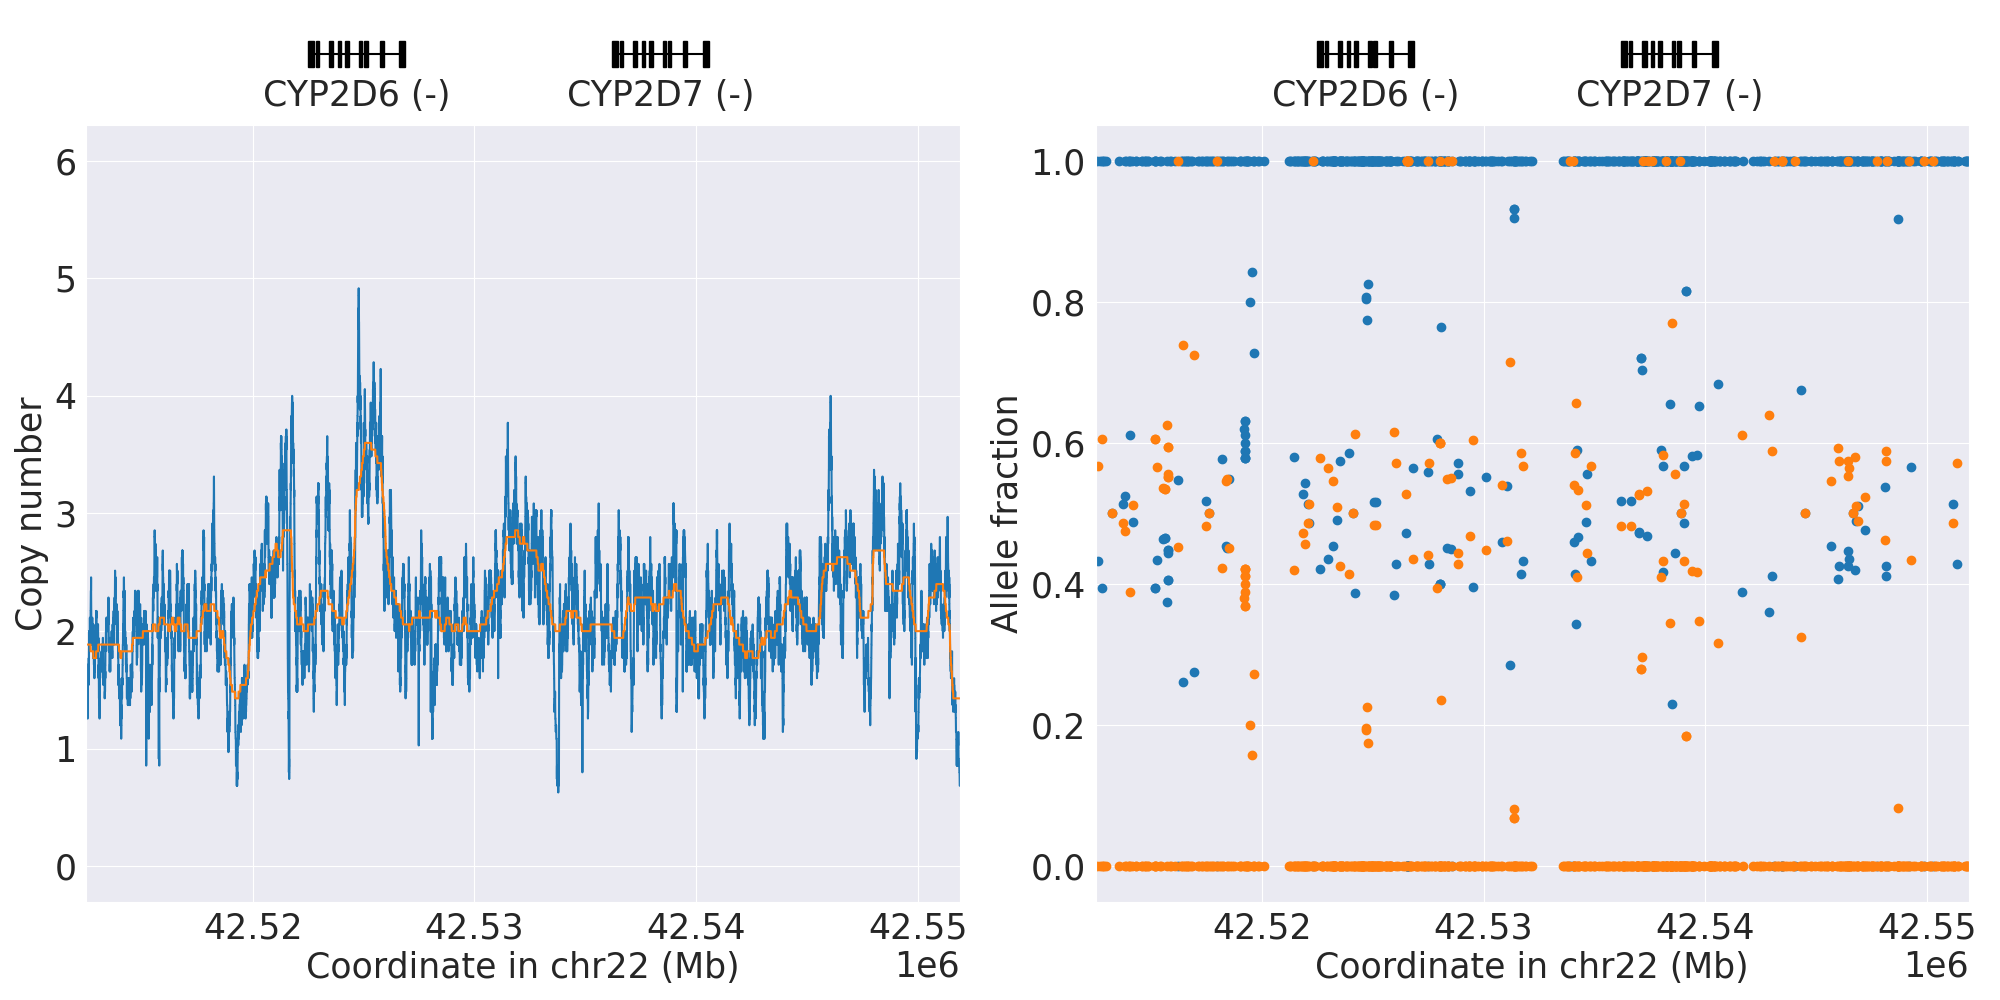 CYP2D6 (-) CYP2D7 (-)
6
5
4
3
2
1
0
Copy number
42.52 42.53 42.54 42.55
Coordinate in chr22 (Mb)
1e6
CYP2D6 (-) CYP2D7 (-)
1.0
0.8
0.6
0.4
0.2
0.0
Allele fraction
42.52 42.53 42.54 42.55
Coordinate in chr22 (Mb)
1e6